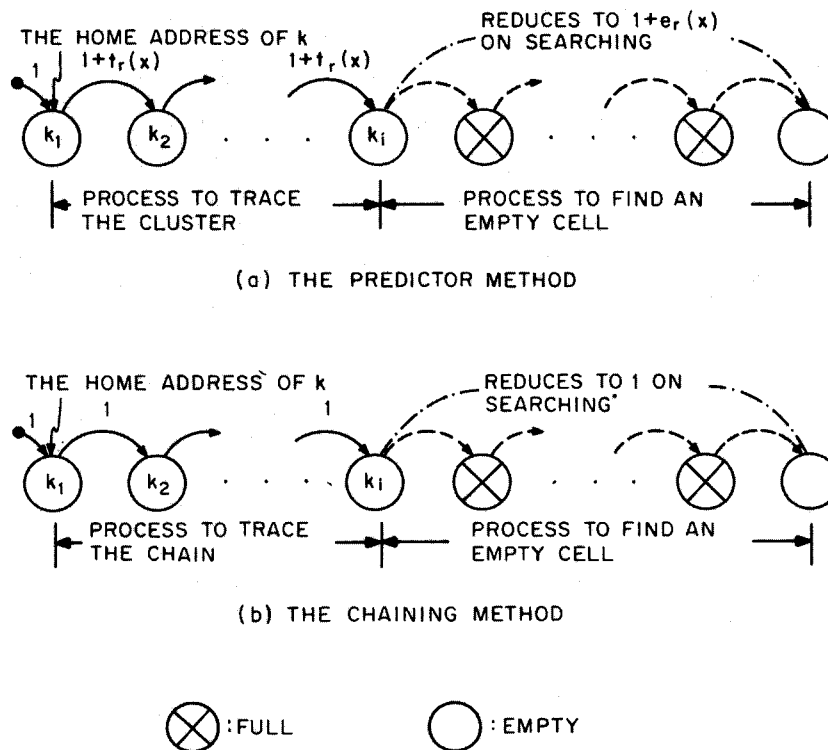 REDUCES TO 1+e_r(x)
ON SEARCHING
THE HOME ADDRESS OF k
1 1+t_r(x) 1+t_r(x)
k_1 k_2 . . . k_i . . .
PROCESS TO TRACE
THE CLUSTER
PROCESS TO FIND AN
EMPTY CELL
(a) THE PREDICTOR METHOD
THE HOME ADDRESS OF k
REDUCES TO 1 ON
SEARCHING
1 1 1
k_1 k_2 . . . k_i . . .
PROCESS TO TRACE
THE CHAIN
PROCESS TO FIND AN
EMPTY CELL
(b) THE CHAINING METHOD
:FULL :EMPTY